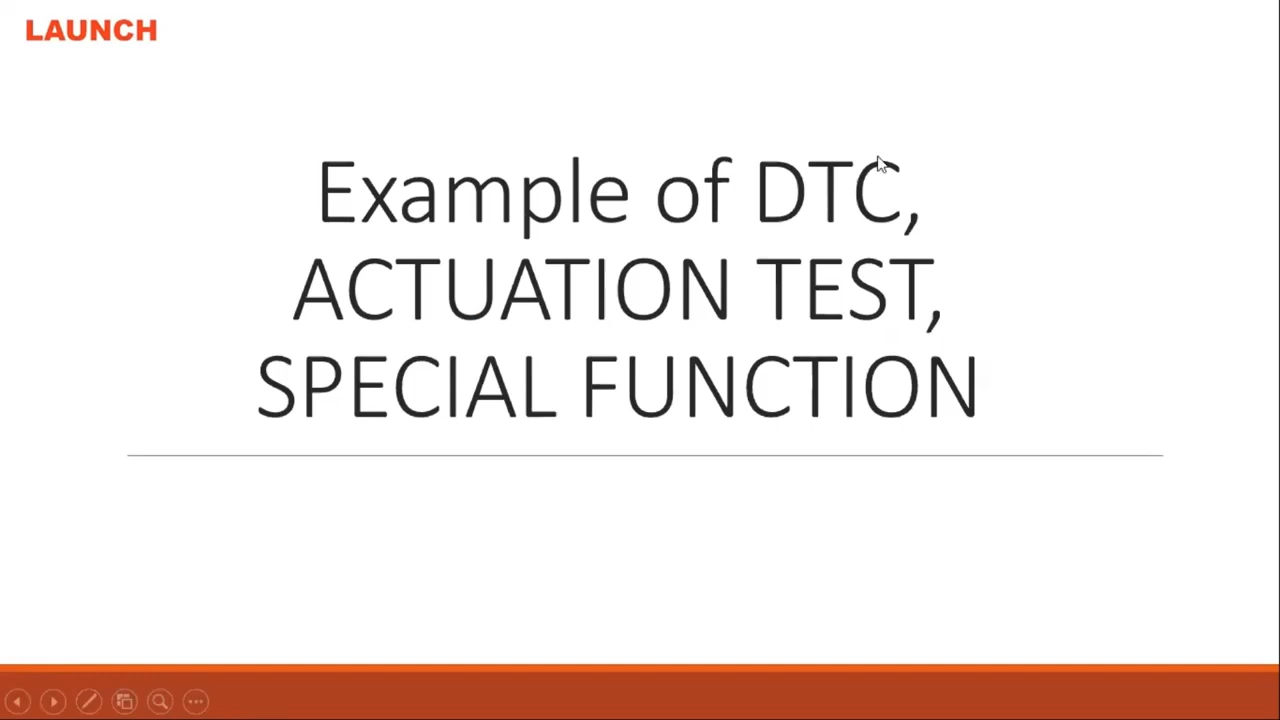 LAUNCH
Example of DTC,
ACTUATION TEST,
SPECIAL FUNCTION